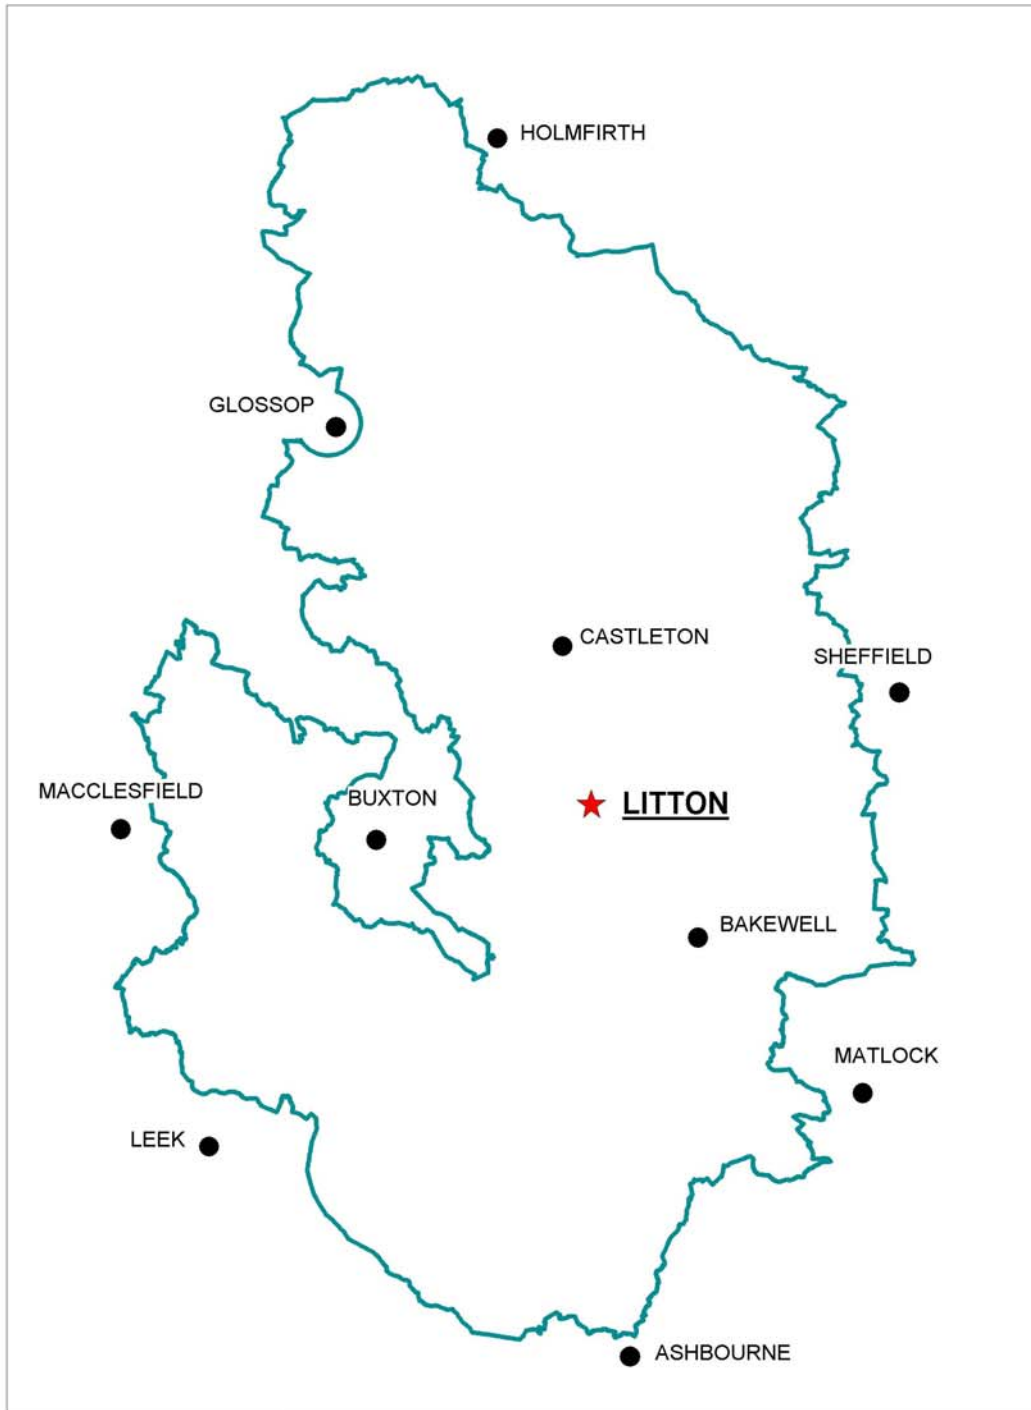 HOLMFIRTH
GLOSSOP
CASTLETON
SHEFFIELD
MACCLESFIELD
BUXTON
LITTON
BAKEWELL
MATLOCK
LEEK
ASHBOURNE